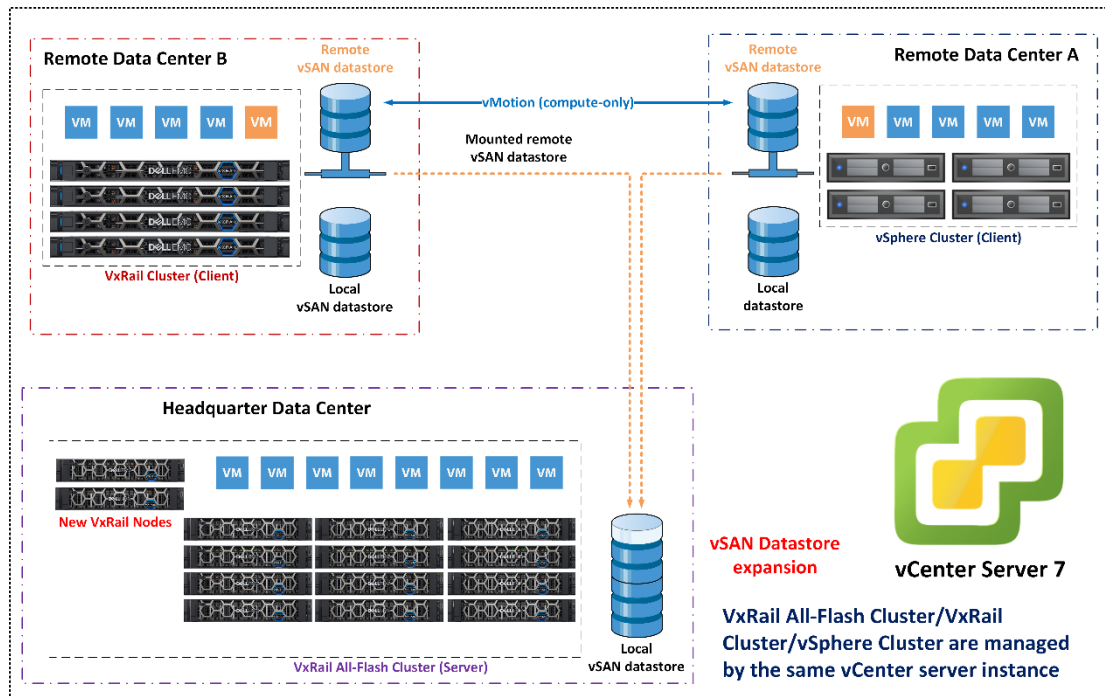 Remote Data Center B
Remote
vSAN datastore
Remote
vSAN datastore
Remote Data Center A
vMotion (compute-only)
VM VM VM VM VM
VM VM VM VM VM
Mounted remote
vSAN datastore
DELLEMC
DELLEMC
DELLEMC
DELLEMC
vSphere Cluster (Client)
VxRail Cluster (Client)
Local
vSAN datastore
Local
datastore
Headquarter Data Center
VM VM VM VM VM VM VM VM
New VxRail Nodes
VxRail All-Flash Cluster (Server)
Local
vSAN datastore
vSAN Datastore
expansion
vCenter Server 7
VxRail All-Flash Cluster/VxRail
Cluster/vSphere Cluster are managed
by the same vCenter server instance